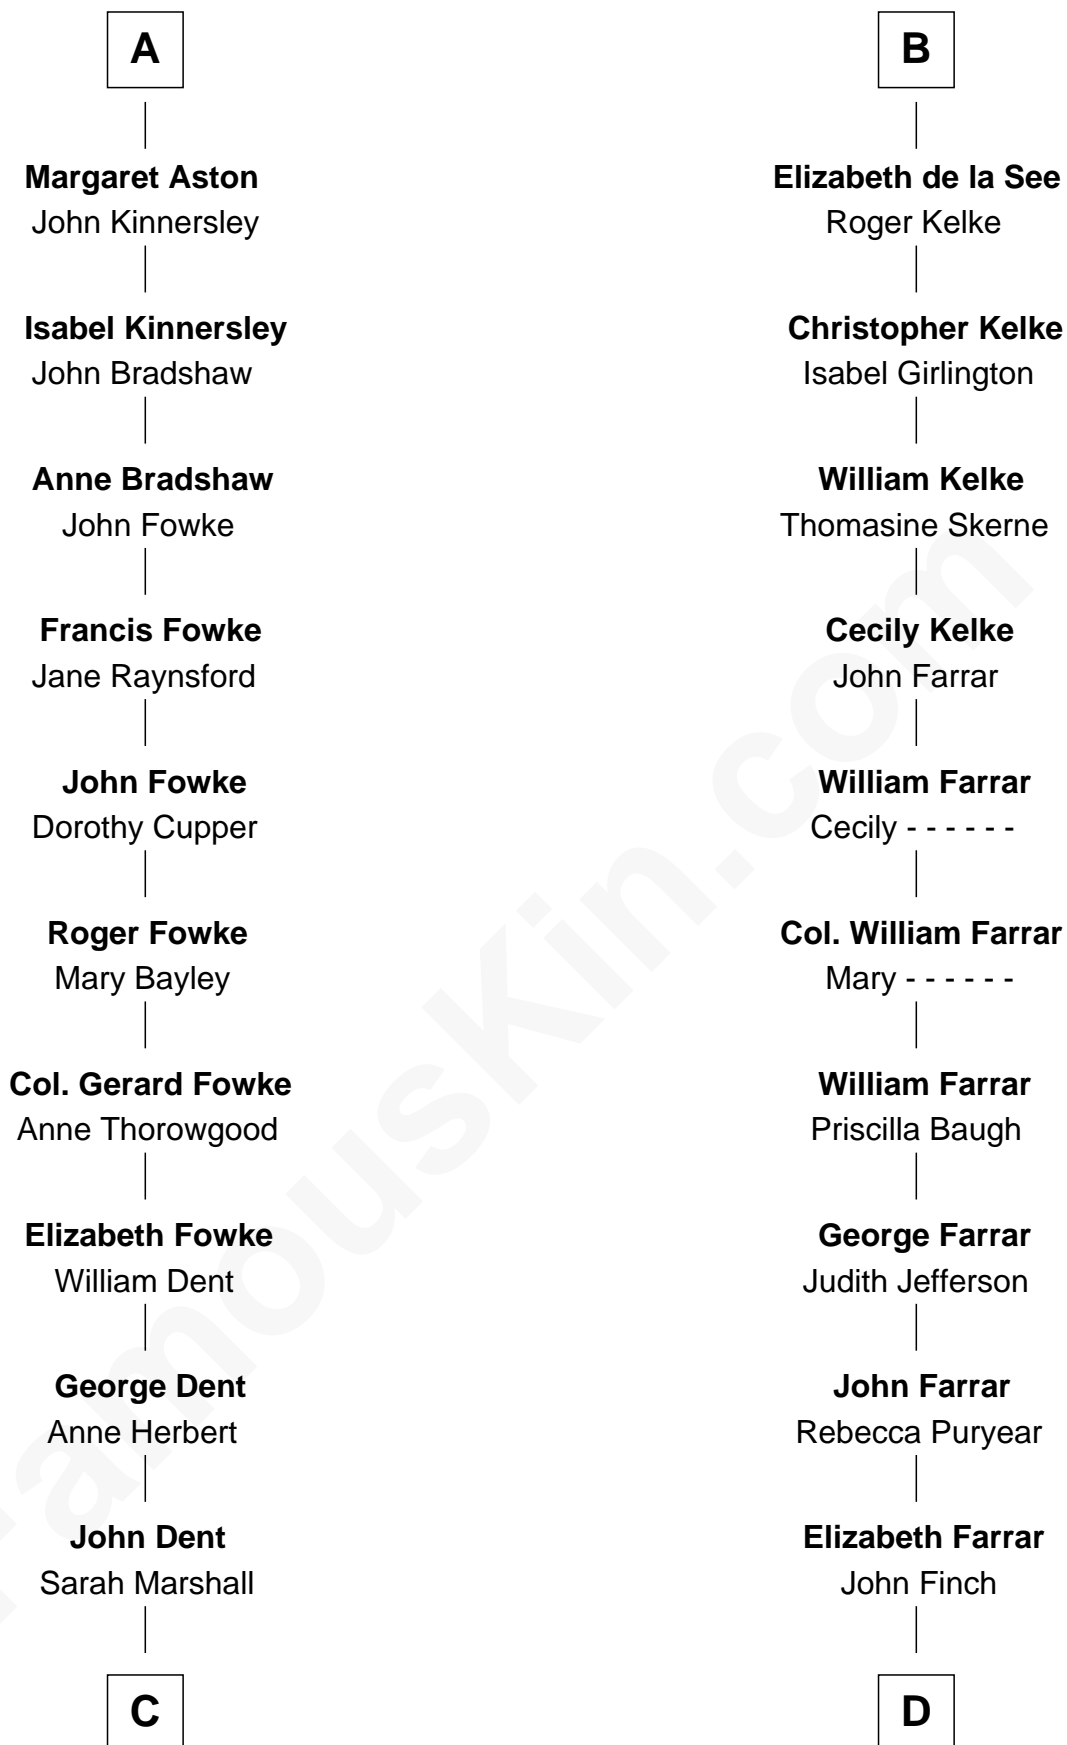 A
Margaret Aston
John Kinnersley
Isabel Kinnersley
John Bradshaw
Anne Bradshaw
John Fowke
Francis Fowke
Jane Raynsford
John Fowke
Dorothy Cupper
Roger Fowke
Mary Bayley
Col. Gerard Fowke
Anne Thorowgood
Elizabeth Fowke
William Dent
George Dent
Anne Herbert
John Dent
Sarah Marshall
C
B
Elizabeth de la See
Roger Kelke
Christopher Kelke
Isabel Girlington
William Kelke
Thomasine Skerne
Cecily Kelke
John Farrar
William Farrar
Cecily - - - - - -
Col. William Farrar
Mary - - - - - -
William Farrar
Priscilla Baugh
George Farrar
Judith Jefferson
John Farrar
Rebecca Puryear
Elizabeth Farrar
John Finch
D
FamousKin.com